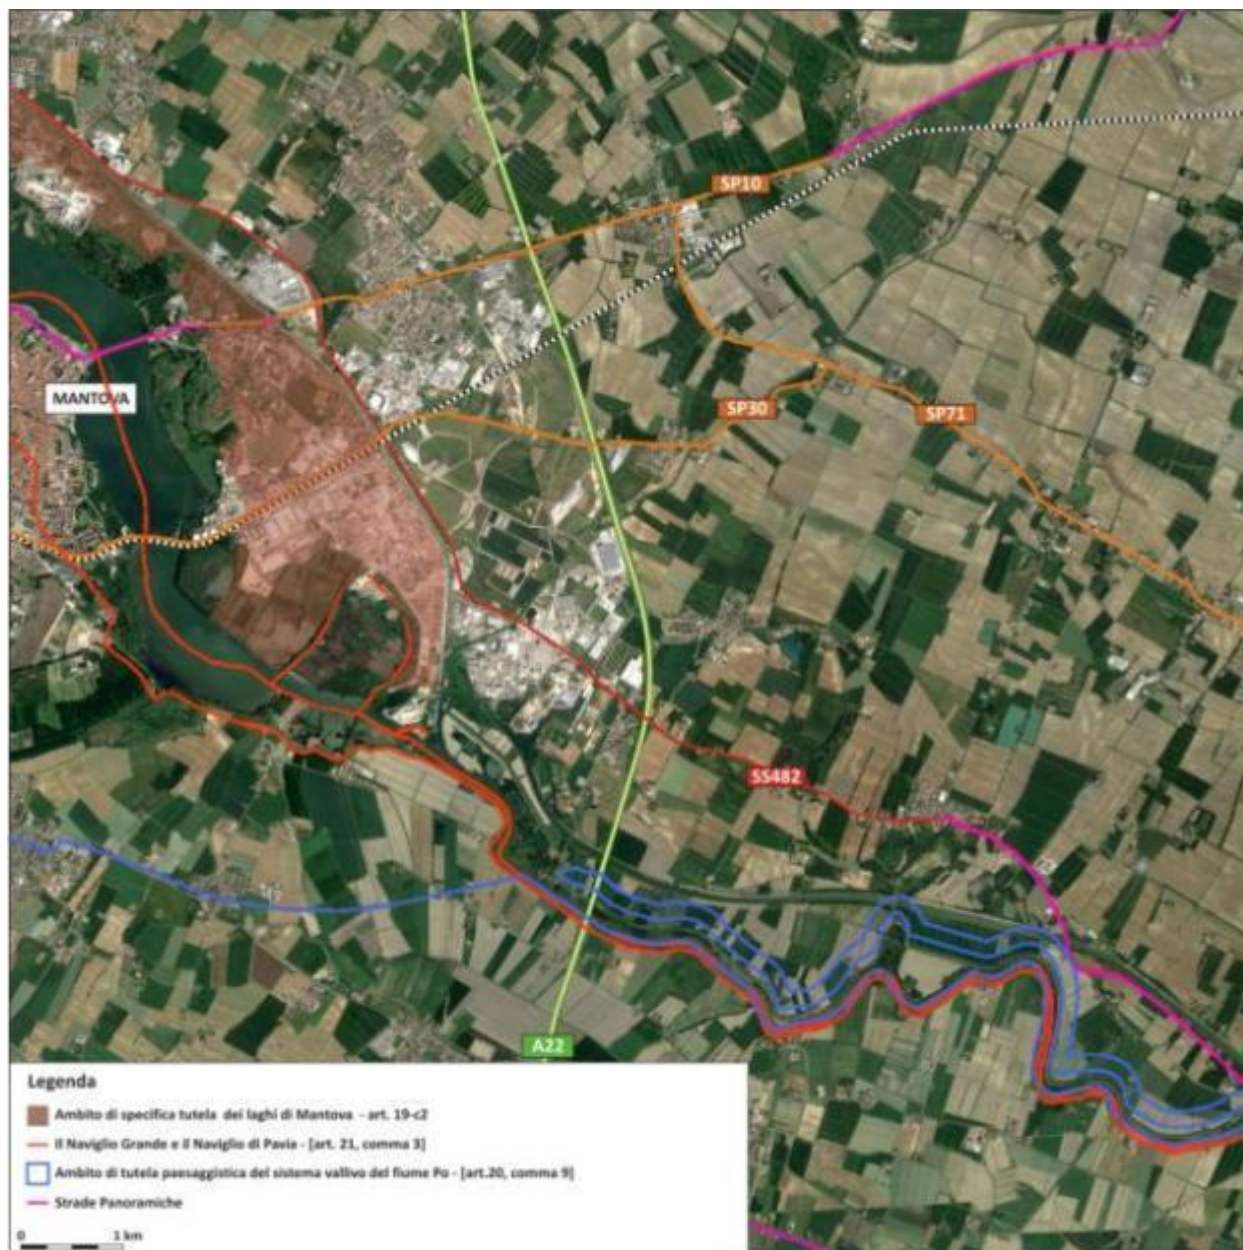 SP10
MANTOVA
SP30
SP71
SS482
A22
Legenda
Ambito di specifica tutela dei laghi di Mantova - art. 19-c2
Il Naviglio Grande e il Naviglio di Pavia - [art. 21, comma 3]
Ambito di tutela paesaggistica del sistema vallivo del fiume Po - [art.20, comma 9]
Strade Panoramiche
0 1 km